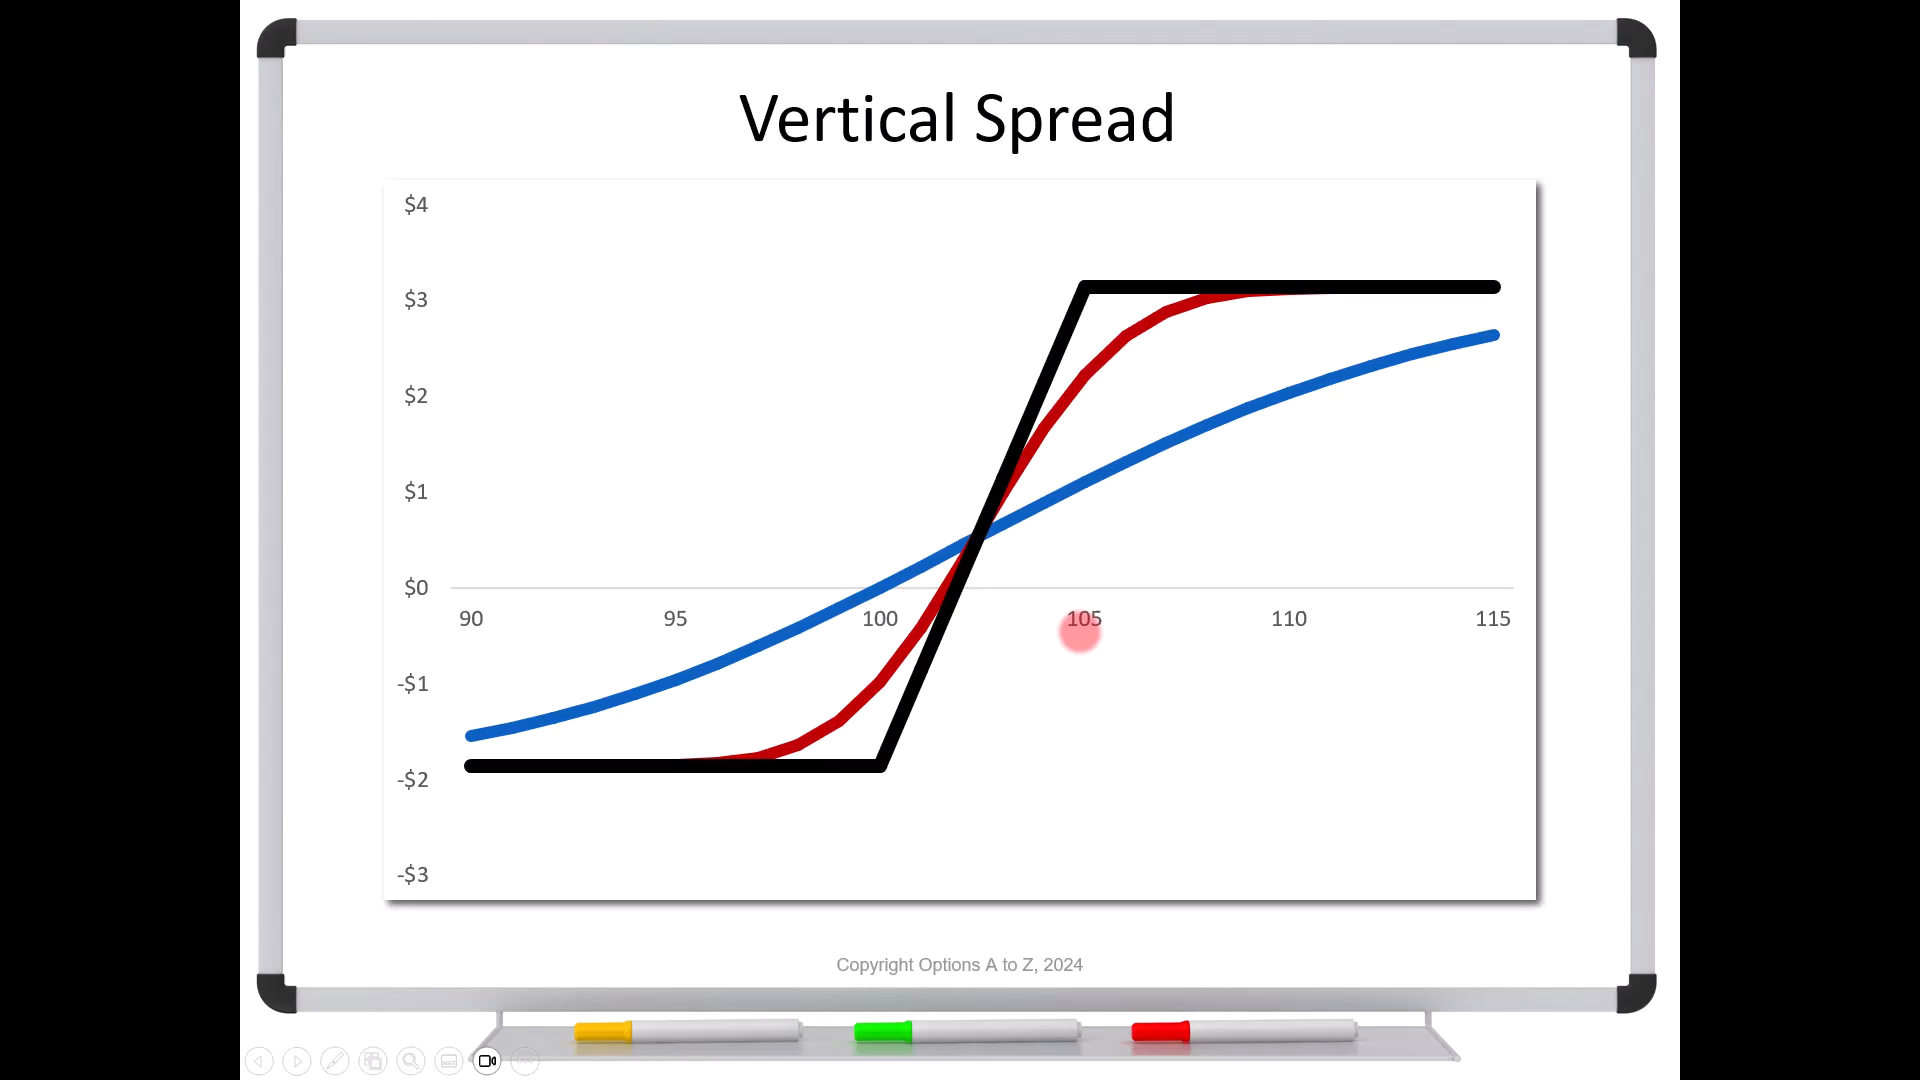 Vertical Spread
$4
$3
$2
$1
$0
90 95 100 105 110 115
-$1
-$2
-$3
Copyright Options A to Z, 2024